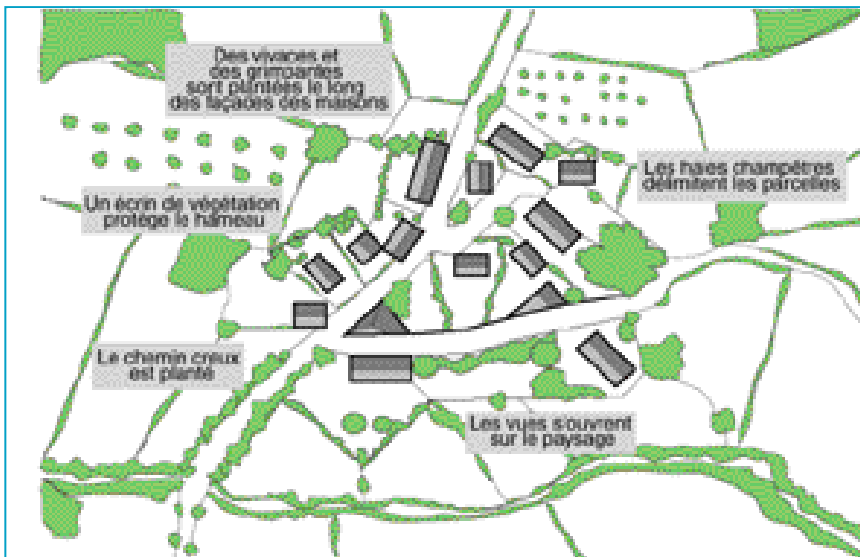 Des vivaces et
des grimpantes
sont plantées le long
des façades des maisons
Les haies champêtres
délimitent les parcelles
Un écrin de végétation
protège le hameau
Le chemin creux
est planté
Les vues s'ouvrent
sur le paysage